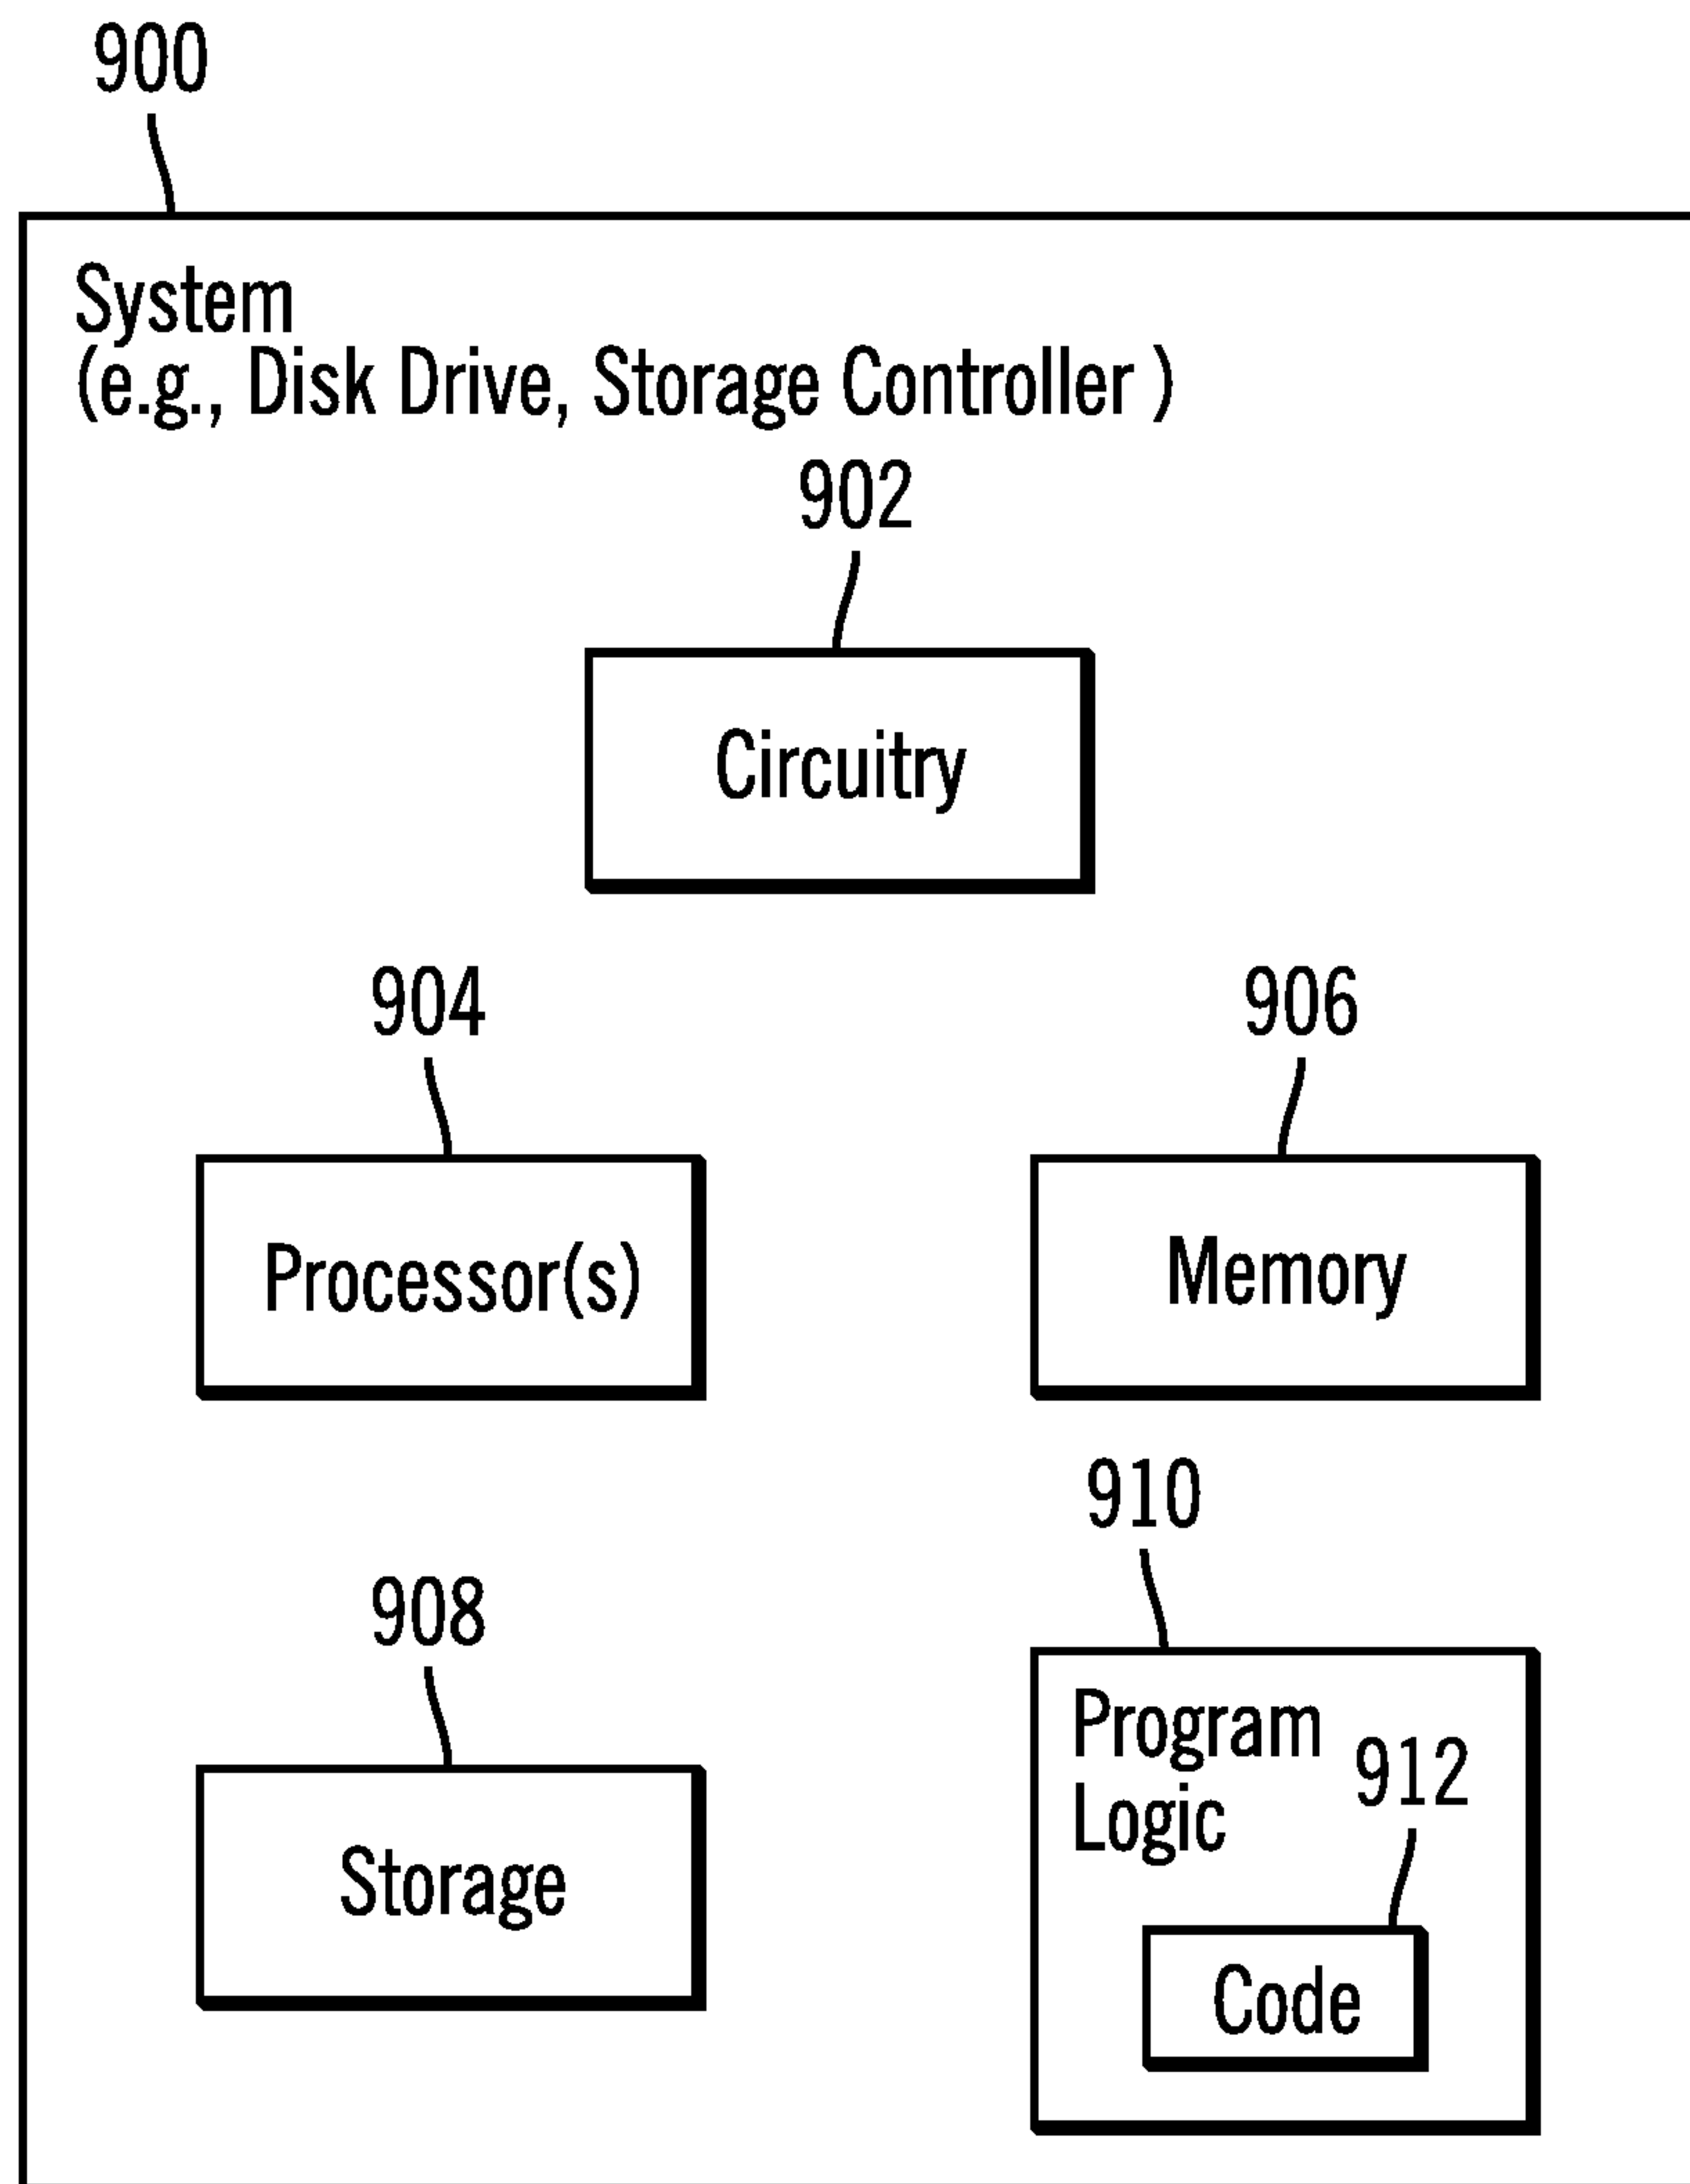 900
System
(e.g., Disk Drive, Storage Controller )
902
Circuitry
904
906
Processor(s)
Memory
910
908
Program
Logic
912
Storage
Code